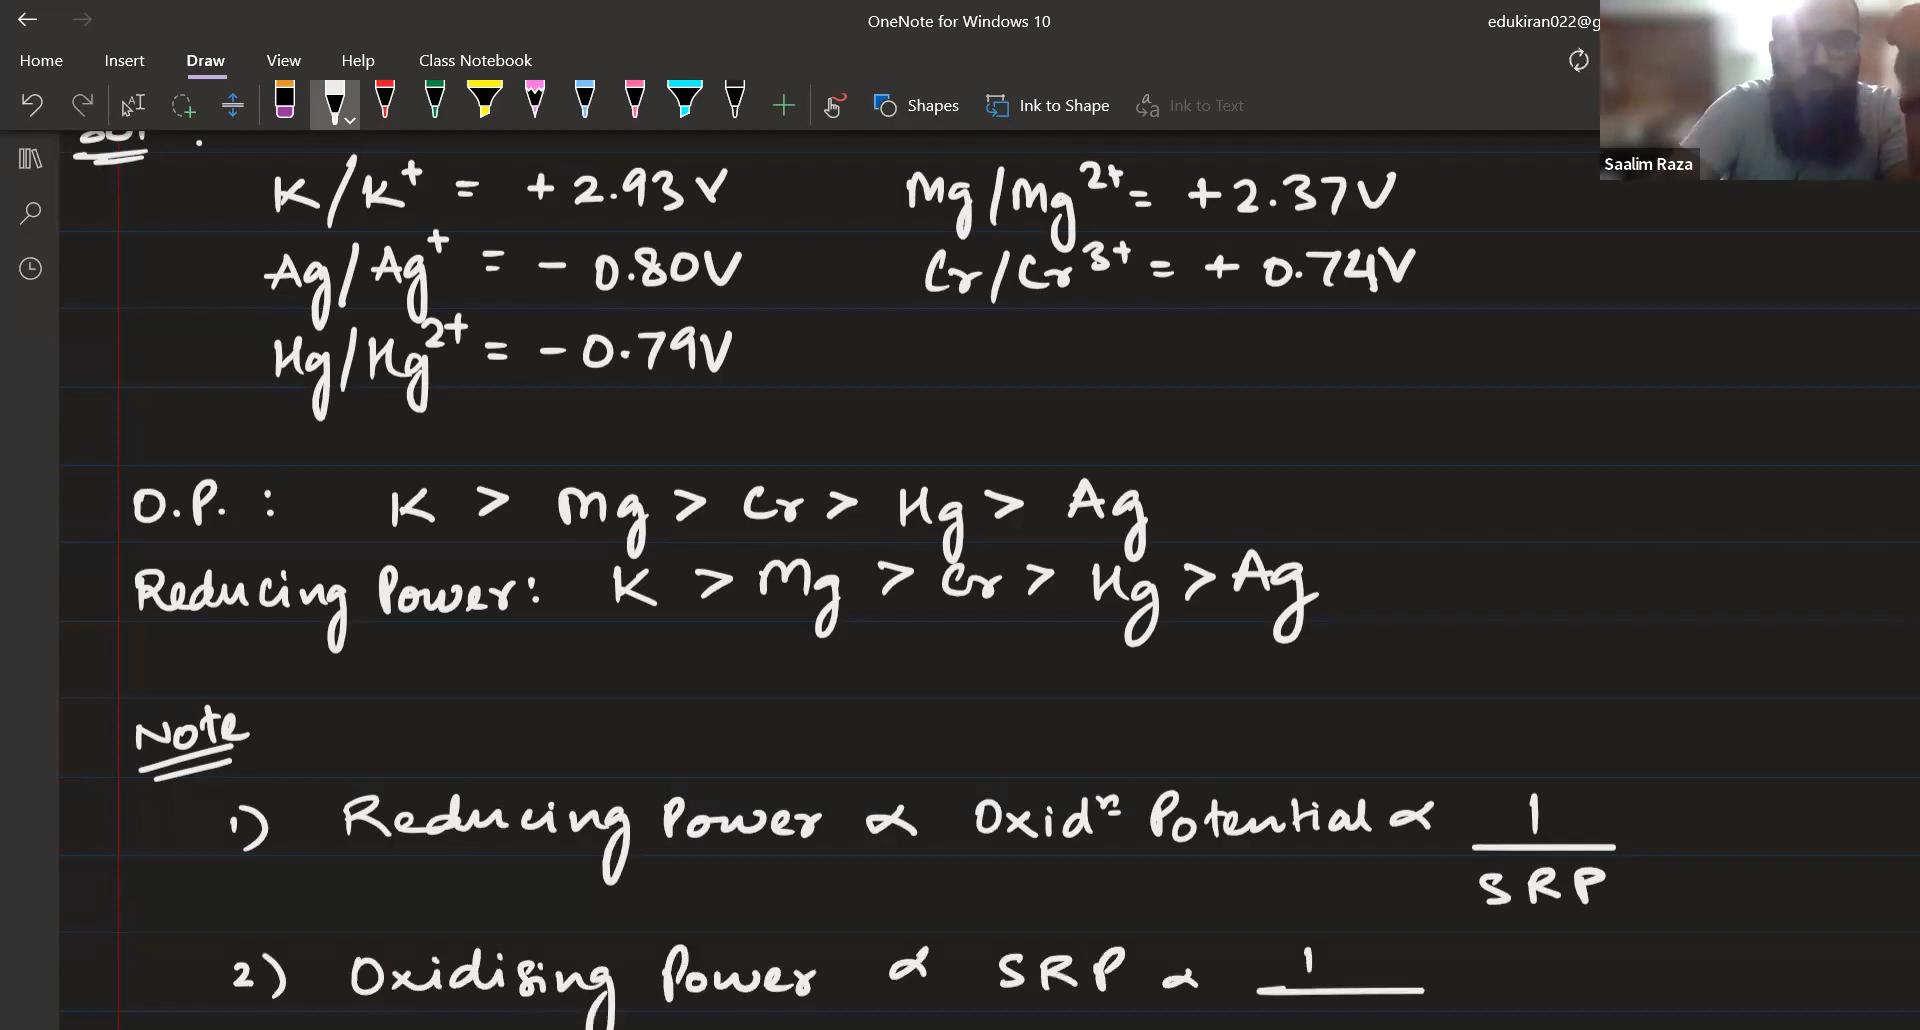 OneNote for Windows 10
edukiran022@g
Home Insert Draw View Help Class Notebook
Shapes Ink to Shape Ink to Text
Saalim Raza
K/K⁺ = +2.93V Mg/Mg²⁺ = +2.37V
Ag/Ag⁺ = -0.80V Cr/Cr³⁺ = +0.74V
Hg/Hg²⁺ = -0.79V
O.P. : K > Mg > Cr > Hg > Ag
Reducing Power: K > Mg > Cr > Hg > Ag
Note
1) Reducing Power ∝ Oxidⁿ Potential ∝ 1
SRP
2) Oxidising Power ∝ SRP ∝ 1